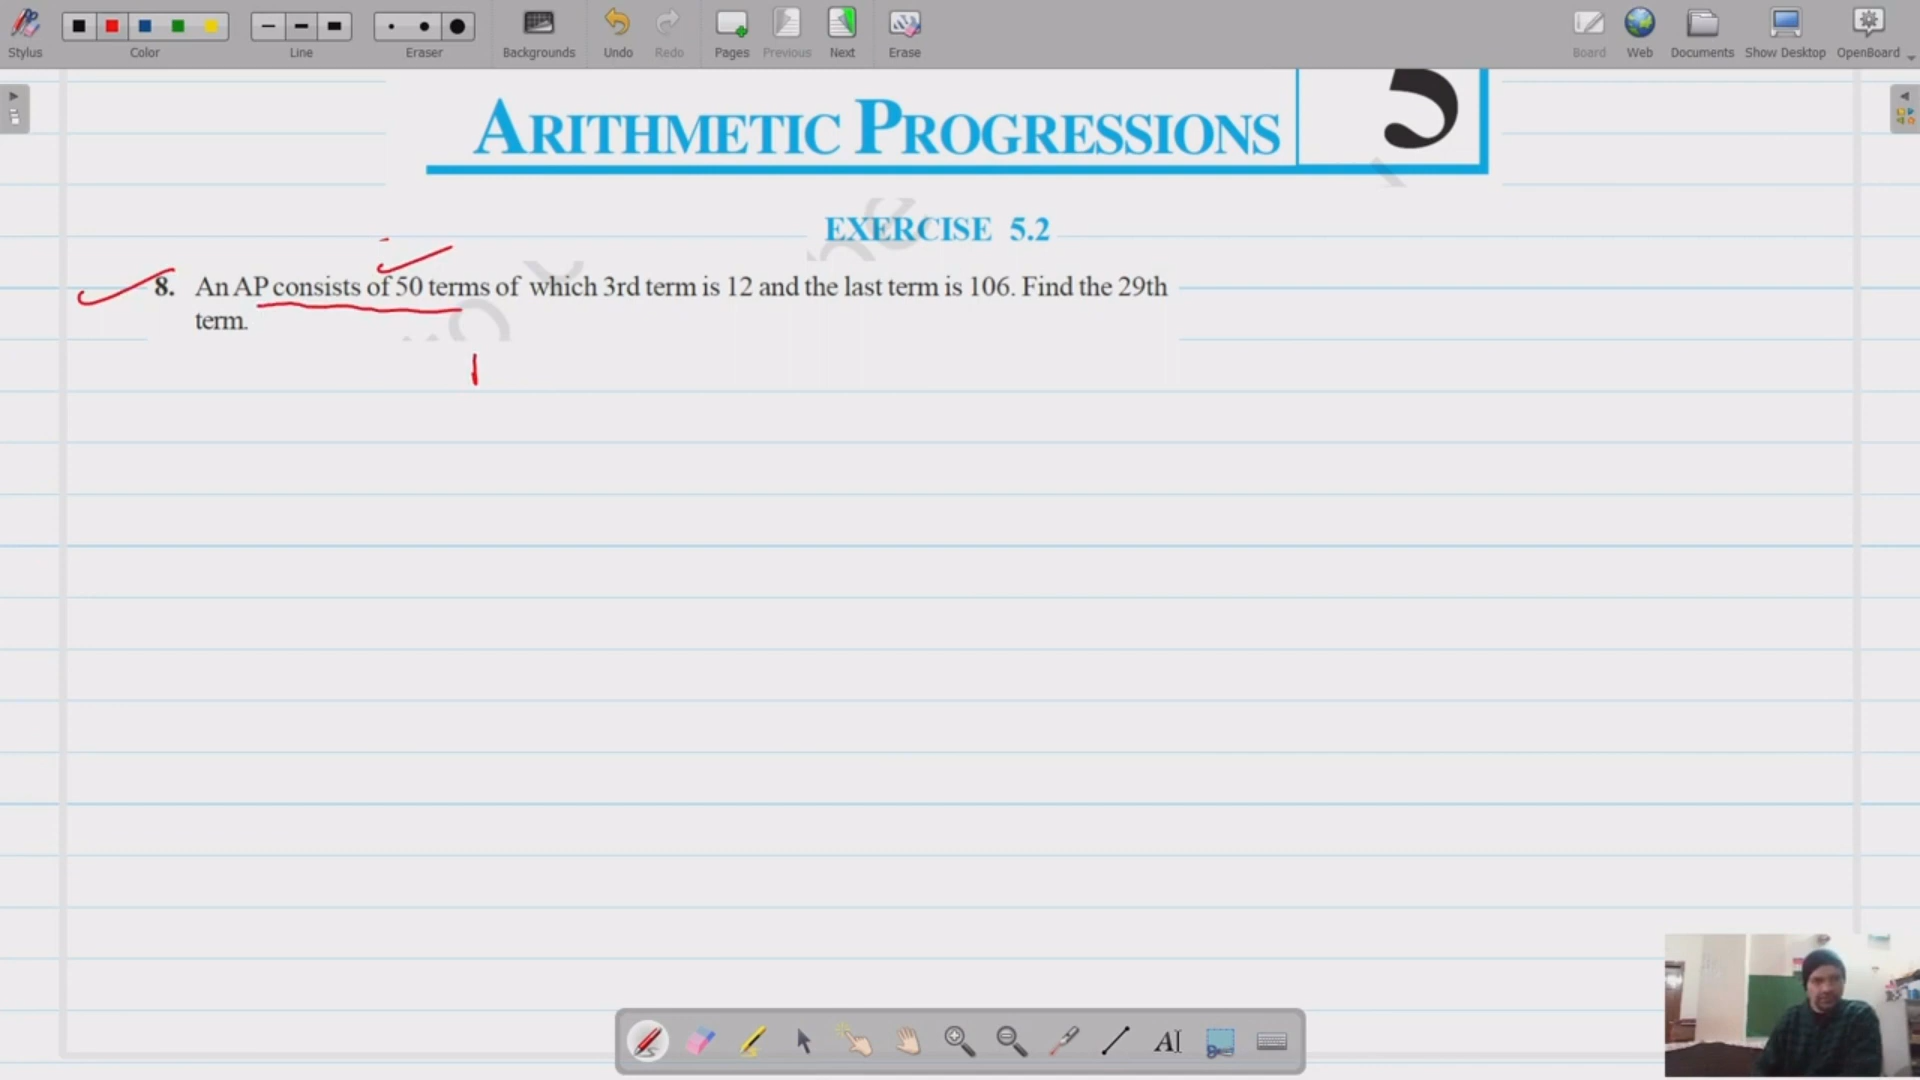 Stylus Color Line Eraser Backgrounds Undo Redo Pages Previous Next Erase Board Web Documents Show Desktop OpenBoard
ARITHMETIC PROGRESSIONS 5
EXERCISE 5.2
8. An AP consists of 50 terms of which 3rd term is 12 and the last term is 106. Find the 29th
term.